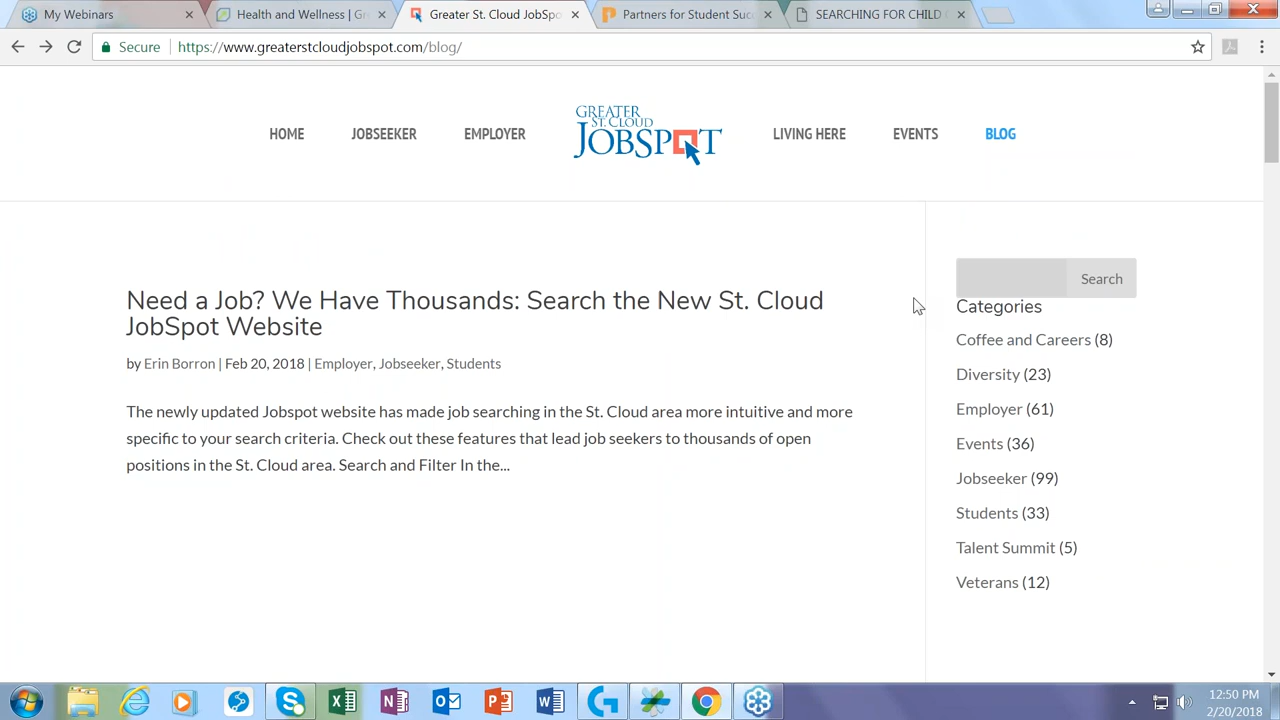 My Webinars
Health and Wellness | Gr
Greater St. Cloud JobSp
Partners for Student Suc
SEARCHING FOR CHILD
Secure
https://www.greaterstcloudjobspot.com/blog/
HOME
JOBSEEKER
EMPLOYER
GREATER
ST. CLOUD
JOBSPOT
LIVING HERE
EVENTS
BLOG
Need a Job? We Have Thousands: Search the New St. Cloud
JobSpot Website
by Erin Borron | Feb 20, 2018 | Employer, Jobseeker, Students
The newly updated Jobspot website has made job searching in the St. Cloud area more intuitive and more
specific to your search criteria. Check out these features that lead job seekers to thousands of open
positions in the St. Cloud area. Search and Filter In the...
Search
Categories
Coffee and Careers (8)
Diversity (23)
Employer (61)
Events (36)
Jobseeker (99)
Students (33)
Talent Summit (5)
Veterans (12)
12:50 PM
2/20/2018